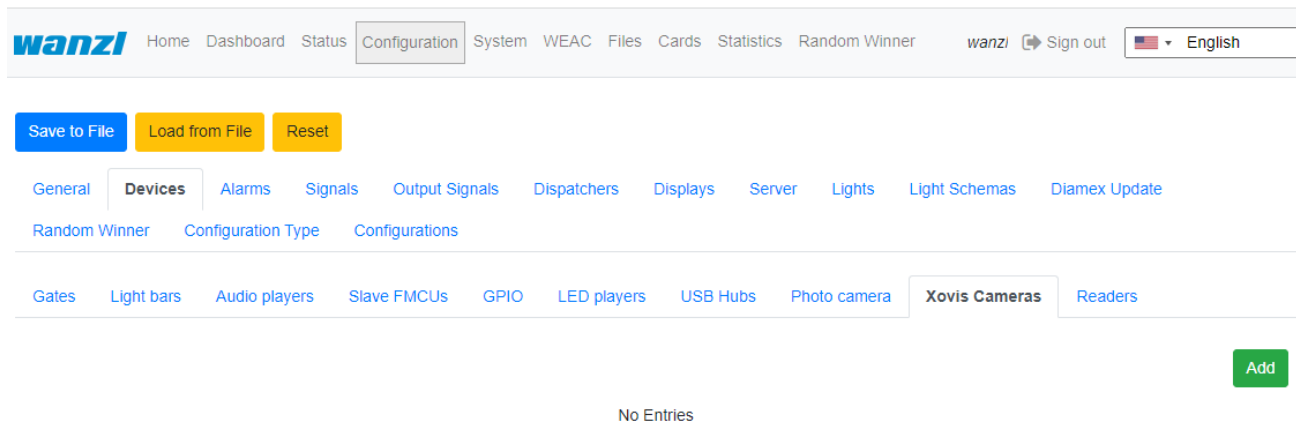 wanzl Home Dashboard Status Configuration System WEAC Files Cards Statistics Random Winner wanzl Sign out English
Save to File Load from File Reset
General Devices Alarms Signals Output Signals Dispatchers Displays Server Lights Light Schemas Diamex Update
Random Winner Configuration Type Configurations
Gates Light bars Audio players Slave FMCUs GPIO LED players USB Hubs Photo camera Xovis Cameras Readers
Add
No Entries